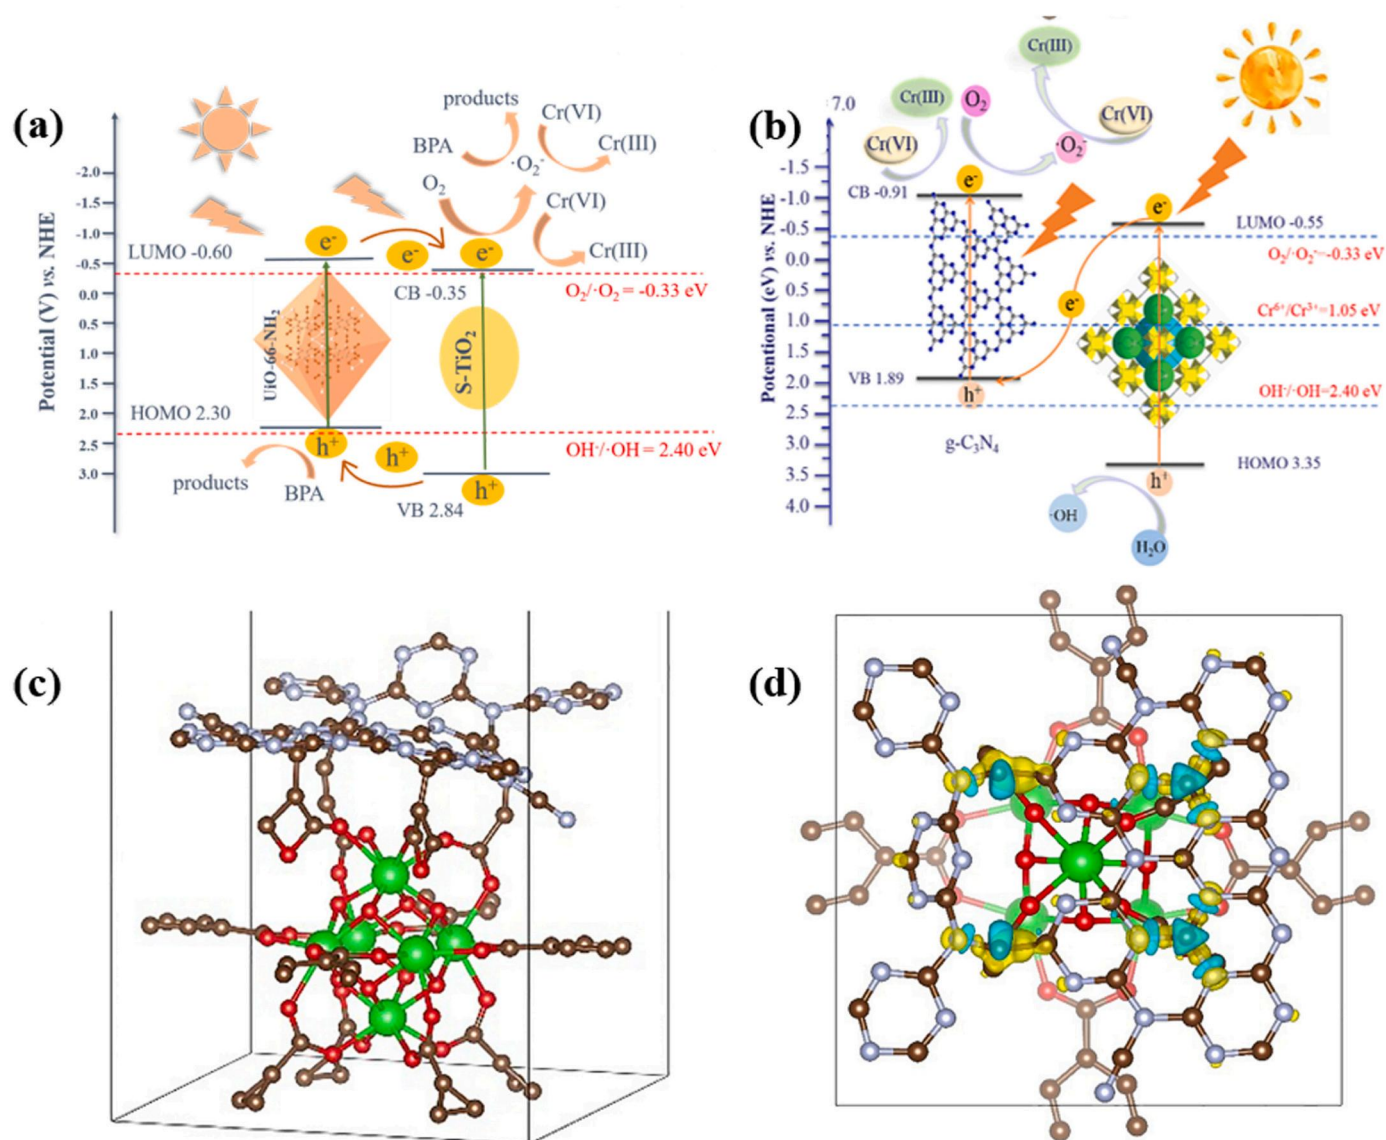 (a)
Potential (V) vs. NHE
-2.0
-1.5
-1.0
-0.5
0.0
0.5
1.0
1.5
2.0
2.5
3.0
products
Cr(VI)
BPA
·O₂⁻
Cr(III)
O₂
Cr(VI)
Cr(III)
LUMO -0.60
e⁻
e⁻
e⁻
CB -0.35
O₂/·O₂ = -0.33 eV
UiO-66-NH₂
S-TiO₂
HOMO 2.30
OH⁻/·OH = 2.40 eV
h⁺
h⁺
h⁺
products
BPA
VB 2.84
(b)
Potentional (eV) vs. NHE
:7.0
-1.5
-1.0
-0.5
0.0
0.5
1.0
1.5
2.0
2.5
3.0
3.5
4.0
Cr(III)
Cr(III)
O₂
Cr(VI)
Cr(VI)
·O₂⁻
CB -0.91
e⁻
e⁻
LUMO -0.55
O₂/·O₂⁻=-0.33 eV
e⁻
Cr⁶⁺/Cr³⁺=1.05 eV
VB 1.89
h⁺
OH⁻/·OH=2.40 eV
g-C₃N₄
HOMO 3.35
h⁺
·OH
H₂O
(c)
(d)